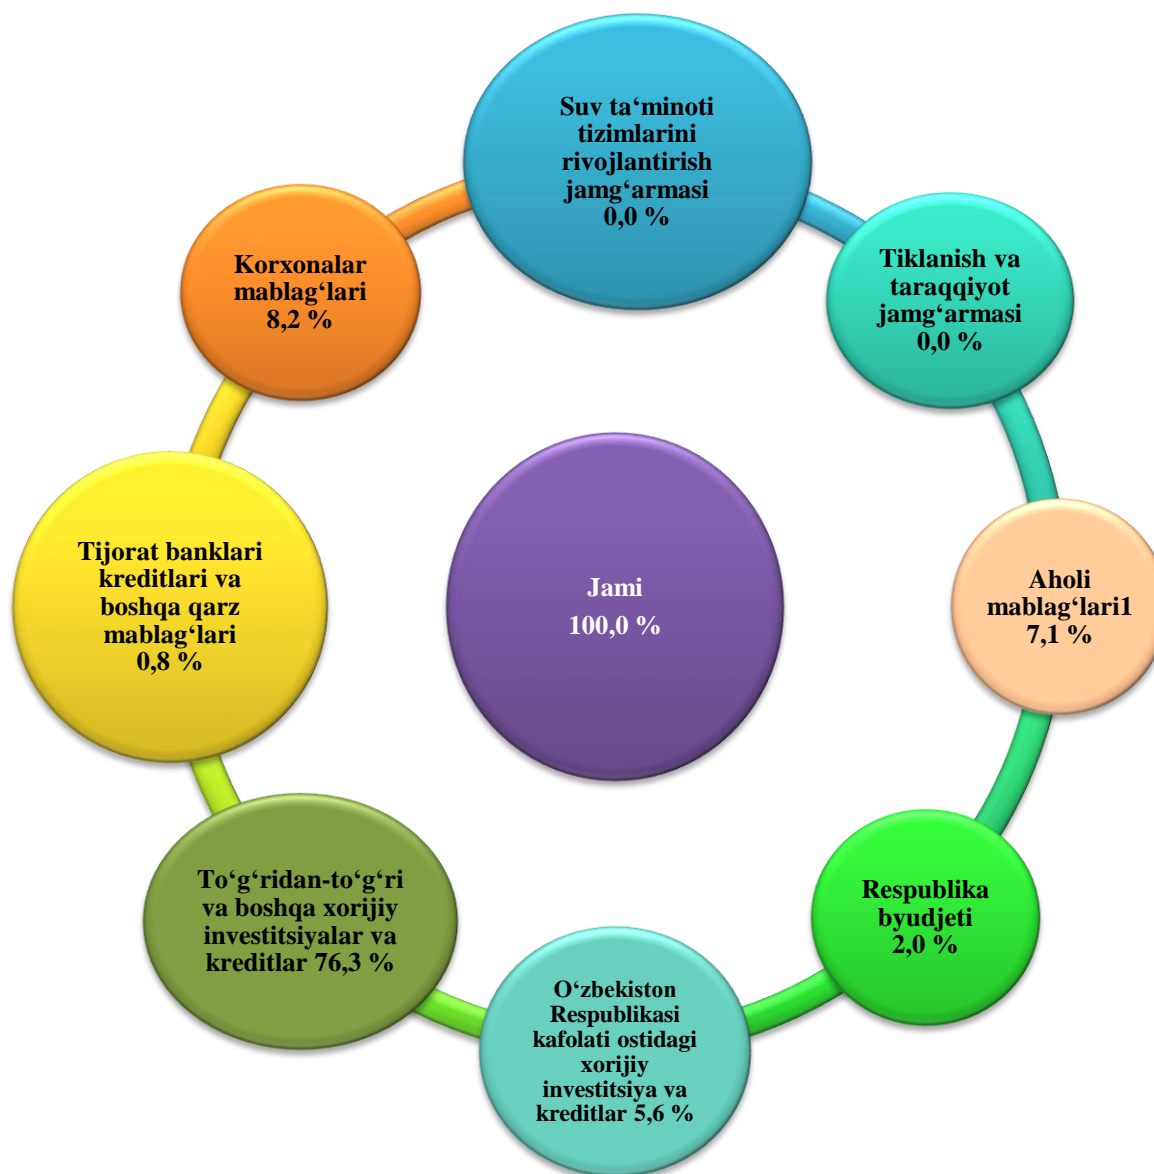 Suv ta‘minoti
tizimlarini
rivojlantirish
jamg‘armasi
0,0 %
Tiklanish va
taraqqiyot
jamg‘armasi
0,0 %
Aholi
mablag‘lari1
7,1 %
Respublika
byudjeti
2,0 %
O‘zbekiston
Respublikasi
kafolati ostidagi
xorijiy
investitsiya va
kreditlar 5,6 %
To‘g‘ridan-to‘g‘ri
va boshqa xorijiy
investitsiyalar va
kreditlar 76,3 %
Tijorat banklari
kreditlari va
boshqa qarz
mablag‘lari
0,8 %
Korxonalar
mablag‘lari
8,2 %
Jami
100,0 %